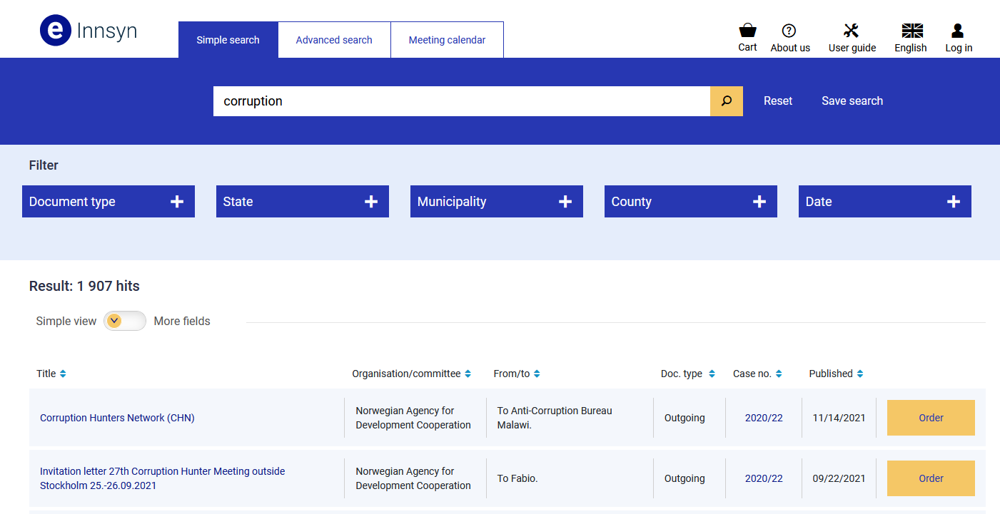 e Innsyn
Simple search
Advanced search
Meeting calendar
Cart
About us
User guide
English
Log in
corruption
Reset
Save search
Filter
Document type
State
Municipality
County
Date
Result: 1 907 hits
Simple view
More fields
Title
Organisation/committee
From/to
Doc. type
Case no.
Published
Corruption Hunters Network (CHN)
Norwegian Agency for
Development Cooperation
To Anti-Corruption Bureau
Malawi.
Outgoing
2020/22
11/14/2021
Order
Invitation letter 27th Corruption Hunter Meeting outside
Stockholm 25.-26.09.2021
Norwegian Agency for
Development Cooperation
To Fabio.
Outgoing
2020/22
09/22/2021
Order